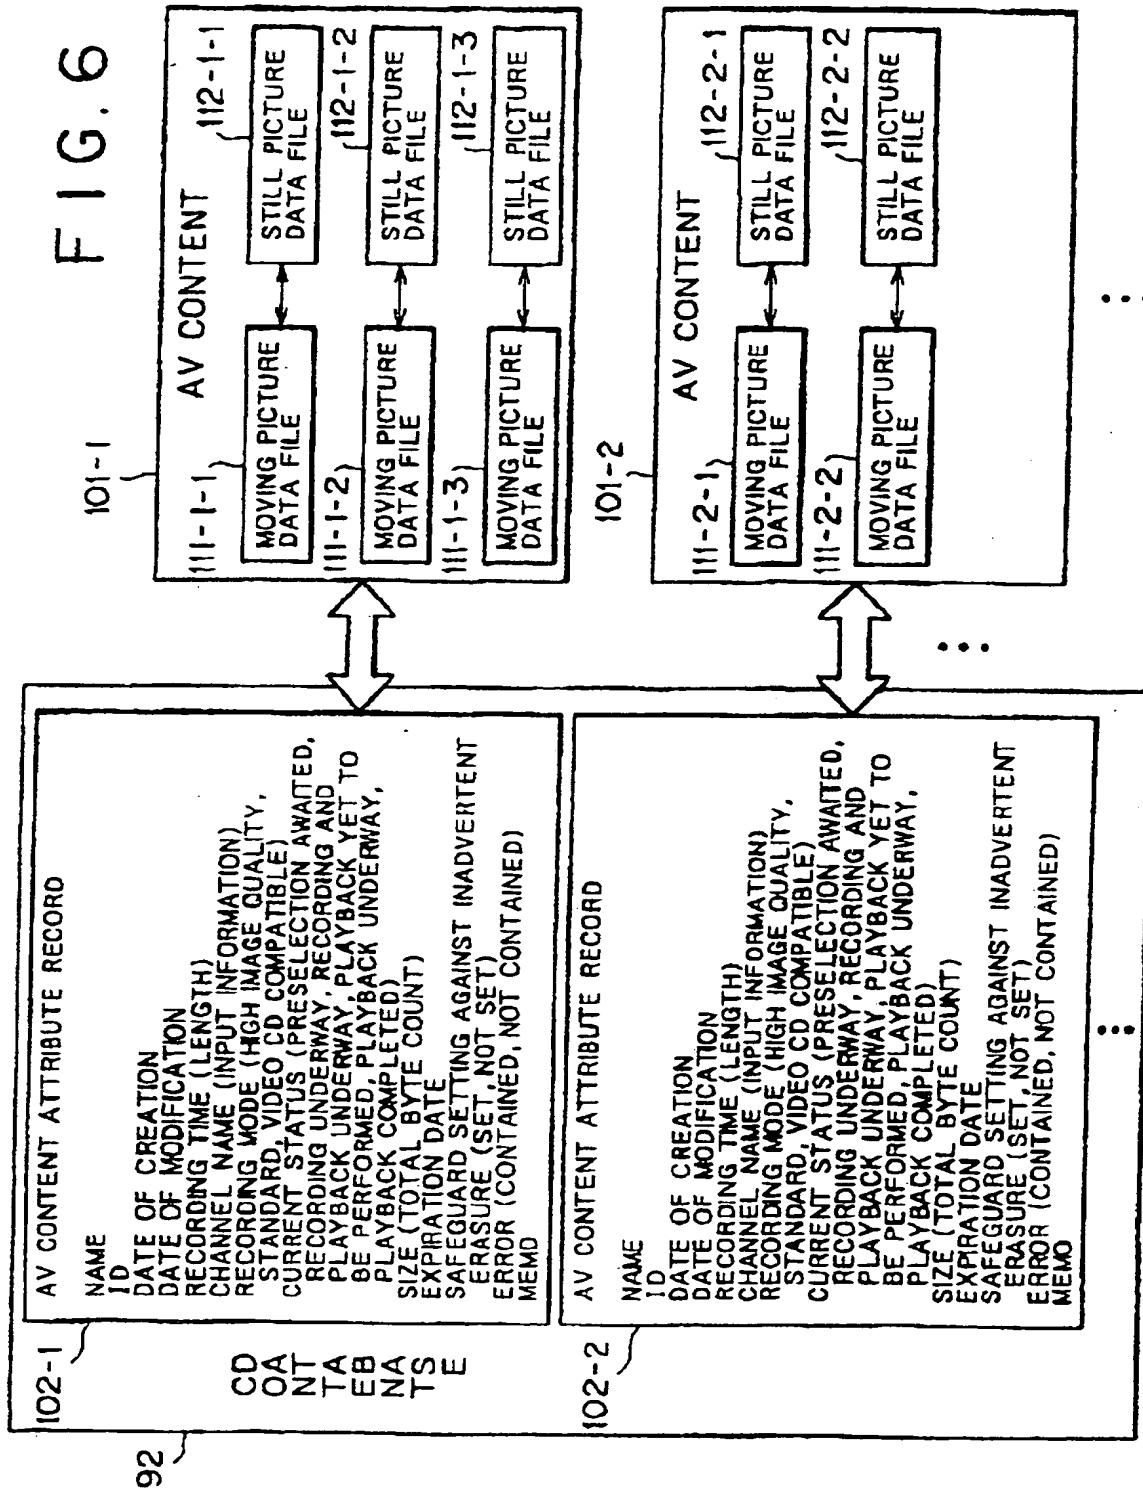 FIG. 6
92
CD
OA
NT
TA
EB
NA
TS
E
102-1
AV CONTENT ATTRIBUTE RECORD
NAME
ID
DATE OF CREATION
DATE OF MODIFICATION
RECORDING TIME (LENGTH)
CHANNEL NAME (INPUT INFORMATION)
RECORDING MODE (HIGH IMAGE QUALITY,
STANDARD, VIDEO CD COMPATIBLE)
CURRENT STATUS (PRESELECTION AWAITED,
RECORDING UNDERWAY, RECORDING AND
PLAYBACK UNDERWAY, PLAYBACK YET TO
BE PERFORMED, PLAYBACK UNDERWAY,
PLAYBACK COMPLETED)
SIZE (TOTAL BYTE COUNT)
EXPIRATION DATE
SAFEGUARD SETTING AGAINST INADVERTENT
ERASURE (SET, NOT SET)
ERROR (CONTAINED, NOT CONTAINED)
MEMO
101-1
AV CONTENT
111-1-1
MOVING PICTURE
DATA FILE
112-1-1
STILL PICTURE
DATA FILE
111-1-2
MOVING PICTURE
DATA FILE
112-1-2
STILL PICTURE
DATA FILE
111-1-3
MOVING PICTURE
DATA FILE
112-1-3
STILL PICTURE
DATA FILE
102-2
AV CONTENT ATTRIBUTE RECORD
NAME
ID
DATE OF CREATION
DATE OF MODIFICATION
RECORDING TIME (LENGTH)
CHANNEL NAME (INPUT INFORMATION)
RECORDING MODE (HIGH IMAGE QUALITY,
STANDARD, VIDEO CD COMPATIBLE)
CURRENT STATUS (PRESELECTION AWAITED,
RECORDING UNDERWAY, RECORDING AND
PLAYBACK UNDERWAY, PLAYBACK YET TO
BE PERFORMED, PLAYBACK UNDERWAY,
PLAYBACK COMPLETED)
SIZE (TOTAL BYTE COUNT)
EXPIRATION DATE
SAFEGUARD SETTING AGAINST INADVERTENT
ERASURE (SET, NOT SET)
ERROR (CONTAINED, NOT CONTAINED)
MEMO
101-2
AV CONTENT
111-2-1
MOVING PICTURE
DATA FILE
112-2-1
STILL PICTURE
DATA FILE
111-2-2
MOVING PICTURE
DATA FILE
112-2-2
STILL PICTURE
DATA FILE